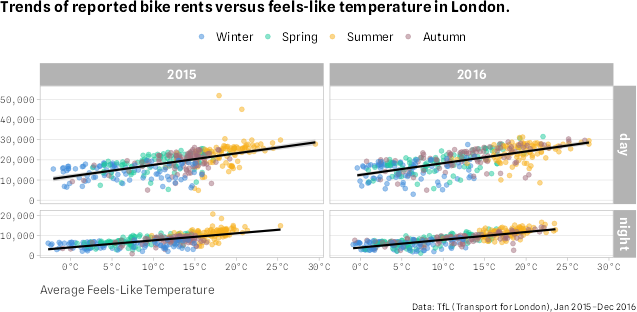 Trends of reported bike rents versus feels-like temperature in London.
Winter Spring Summer Autumn
2015 2016
50,000
40,000
30,000
20,000
10,000
0
day
20,000
10,000
0
night
0°C 5°C 10°C 15°C 20°C 25°C 30°C 0°C 5°C 10°C 15°C 20°C 25°C 30°C
Average Feels-Like Temperature
Data: TfL (Transport for London), Jan 2015–Dec 2016